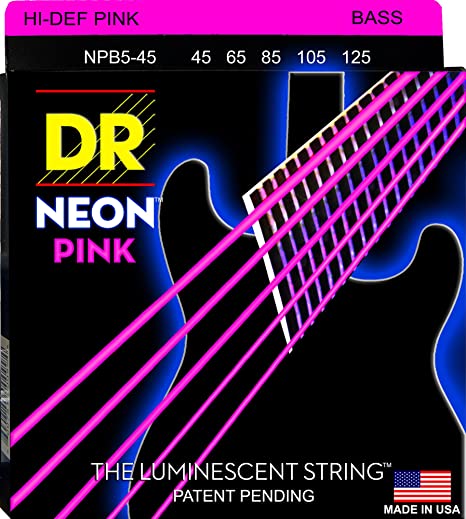 HI-DEF PINK BASS
NPB5-45 45 65 85 105 125
DR
NEON™
PINK
THE LUMINESCENT STRING™
PATENT PENDING
MADE IN USA